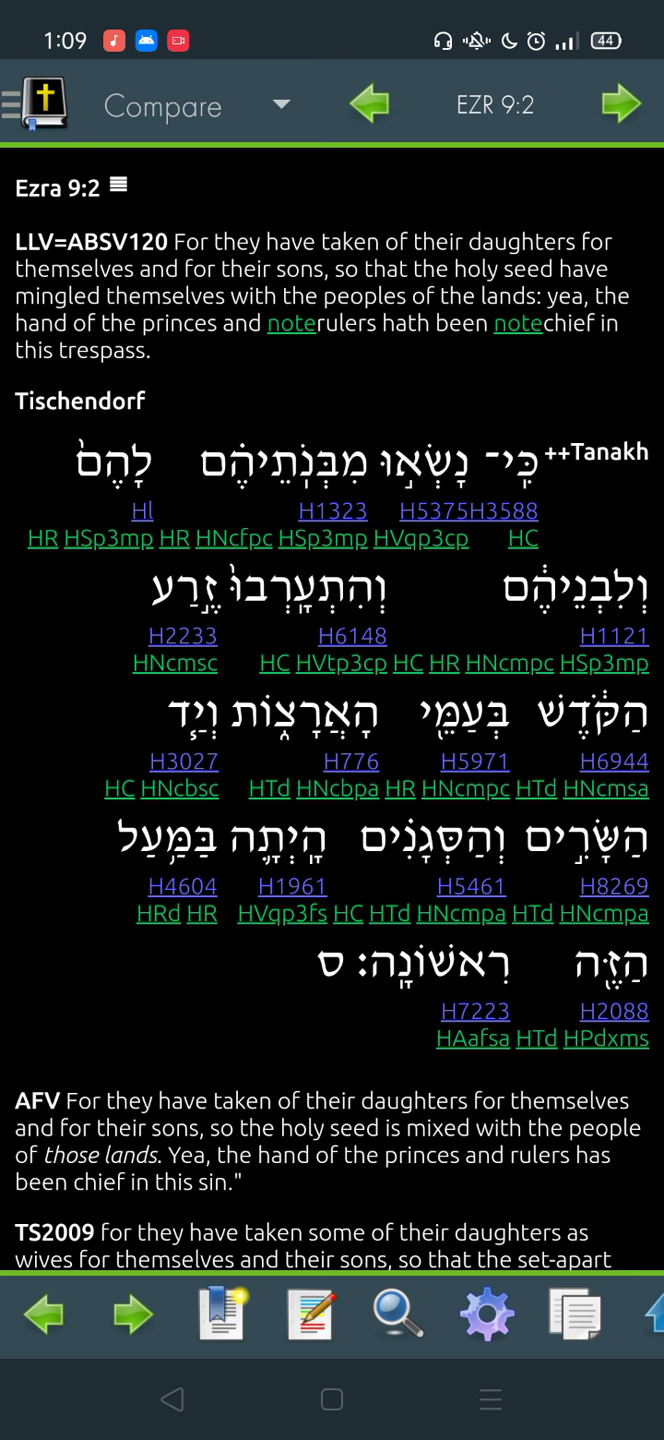 1:09
44
Compare
EZR 9:2
Ezra 9:2
LLV=ABSV120 For they have taken of their daughters for
themselves and for their sons, so that the holy seed have
mingled themselves with the peoples of the lands: yea, the
hand of the princes and noterulers hath been notechief in
this trespass.
Tischendorf
++Tanakh כִּֽי־ נָשְׂא֣וּ מִבְּנֹֽתֵיהֶ֗ם לָהֶם֙
Hl H1323 H5375H3588
HR HSp3mp HR HNcfpc HSp3mp HVqp3cp HC
וְלִבְנֵיהֶ֔ם וְהִתְעָֽרְבוּ֙ זֶ֣רַע
H2233 H6148 H1121
HNcmsc HC HVtp3cp HC HR HNcmpc HSp3mp
הַקֹּ֔דֶשׁ בְּעַמֵּ֖י הָאֲרָצ֑וֹת וְיַ֧ד
H3027 H776 H5971 H6944
HC HNcbsc HTd HNcbpa HR HNcmpc HTd HNcmsa
הַשָּׂרִ֣ים וְהַסְּגָנִ֗ים הָֽיְתָ֛ה בַּמַּ֥עַל
H4604 H1961 H5461 H8269
HRd HR HVqp3fs HC HTd HNcmpa HTd HNcmpa
הַזֶּ֖ה רִאשׁוֹנָֽה׃ ס
H7223 H2088
HAafsa HTd HPdxms
AFV For they have taken of their daughters for themselves
and for their sons, so the holy seed is mixed with the people
of those lands. Yea, the hand of the princes and rulers has
been chief in this sin."
TS2009 for they have taken some of their daughters as
wives for themselves and their sons, so that the set-apart